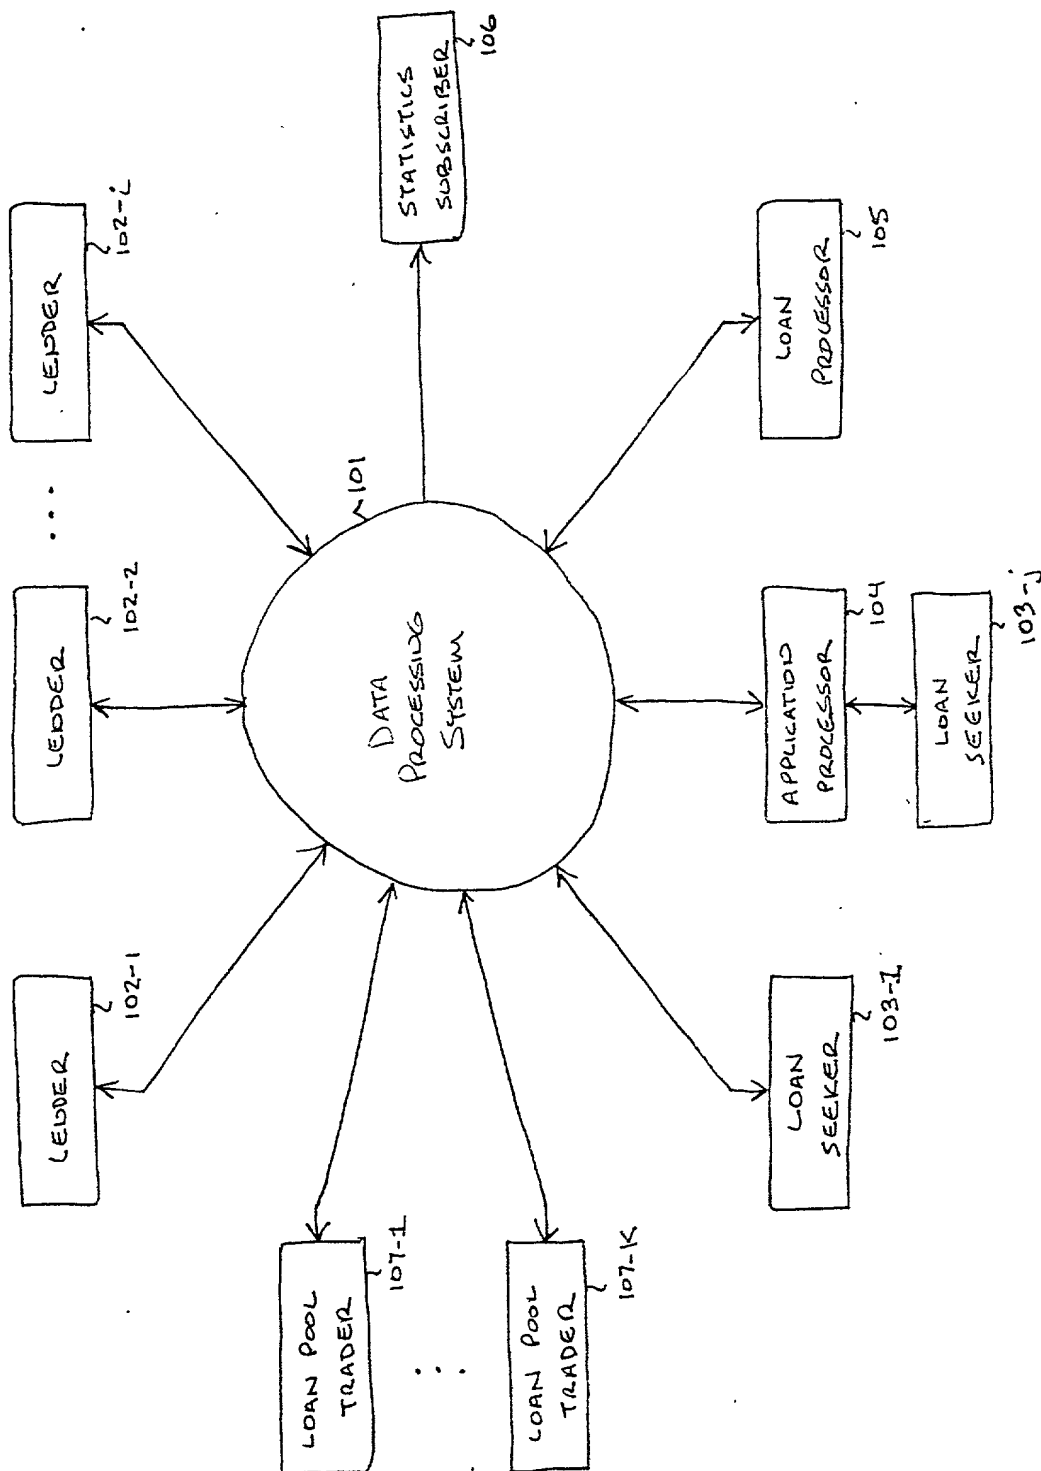 LENDER
102-1
LENDER
102-2
...
LENDER
102-i
LOAN POOL
TRADER
107-1
...
LOAN POOL
TRADER
107-K
DATA
PROCESSING
SYSTEM
101
STATISTICS
SUBSCRIBER
106
LOAN
SEEKER
103-1
APPLICATION
PROCESSOR
104
LOAN
SEEKER
103-j
LOAN
PROCESSOR
105